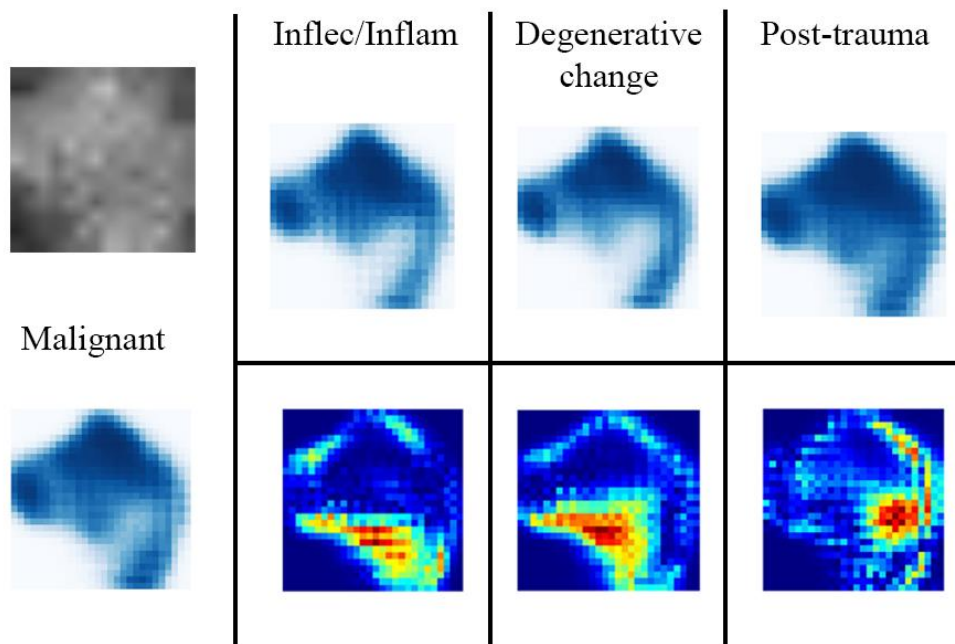 Inflec/Inflam
Degenerative
change
Post-trauma
Malignant